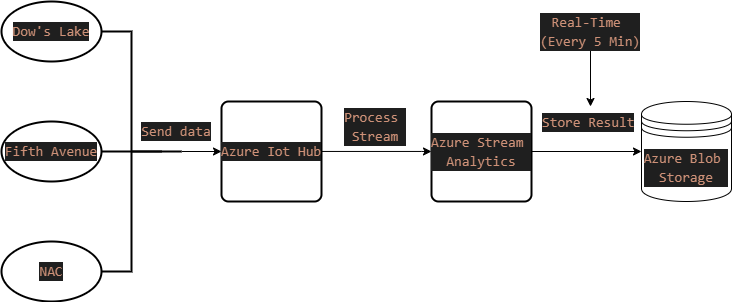 Dow's Lake
Real-Time
(Every 5 Min)
Send data
Process
Stream
Store Result
Fifth Avenue
Azure Iot Hub
Azure Stream
Analytics
Azure Blob
Storage
NAC